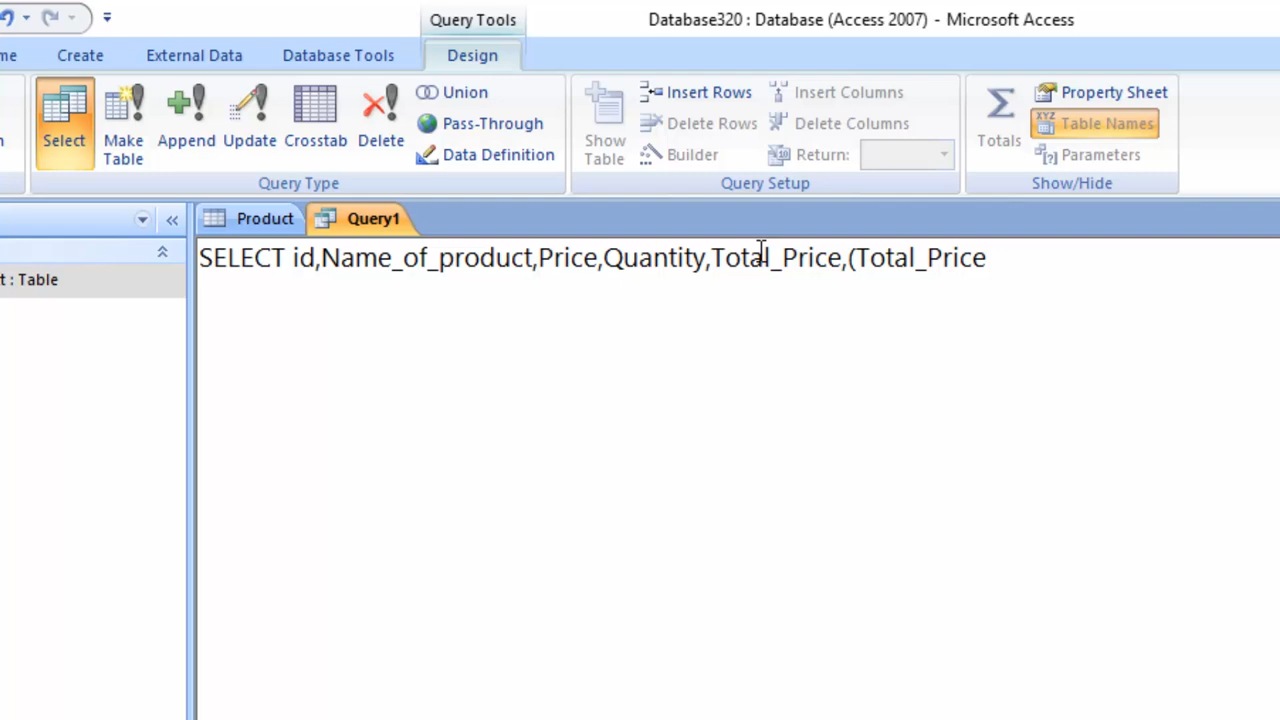 Query Tools
Database320 : Database (Access 2007) - Microsoft Access
me Create External Data Database Tools Design
Select
Make Table
Append
Update
Crosstab
Delete
Union
Pass-Through
Data Definition
Query Type
Show Table
Insert Rows
Delete Rows
Builder
Insert Columns
Delete Columns
Return:
Query Setup
Totals
Property Sheet
Table Names
Parameters
Show/Hide
Product Query1
t : Table
SELECT id,Name_of_product,Price,Quantity,Total_Price,(Total_Price